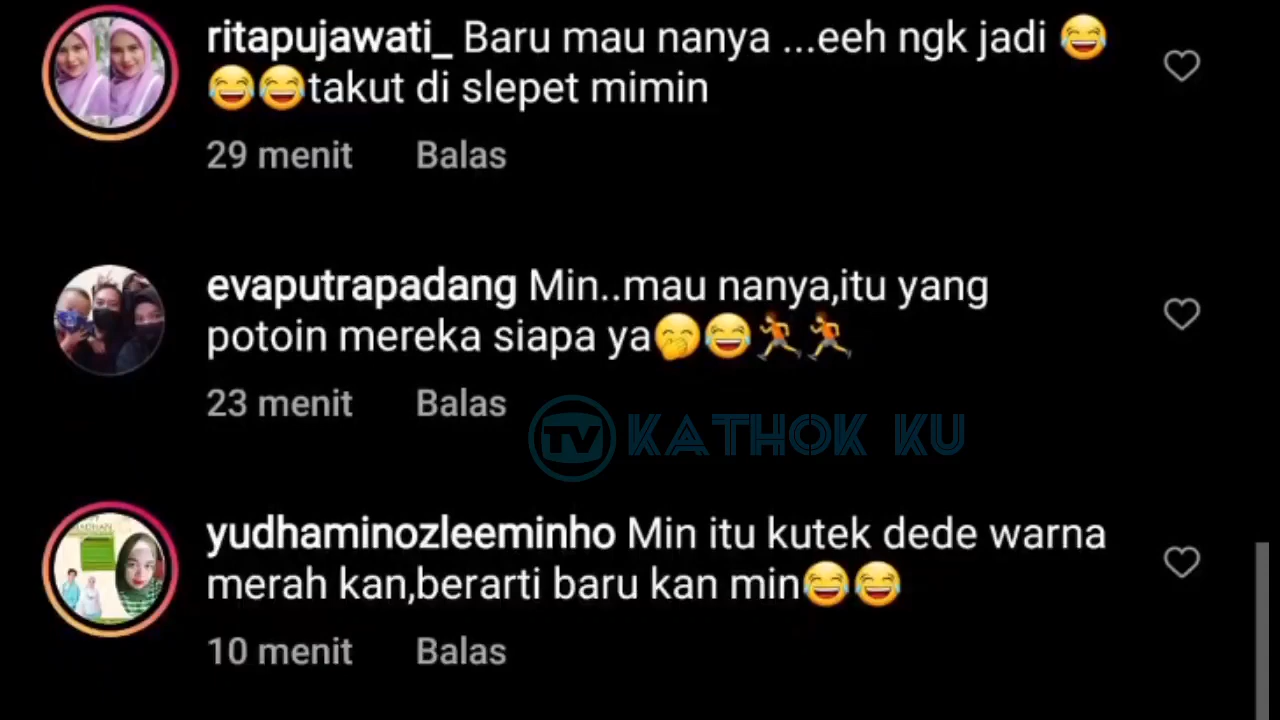 ritapujawati_ Baru mau nanya ...eeh ngk jadi 😂
😂😂takut di slepet mimin
29 menit Balas
evaputrapadang Min..mau nanya,itu yang
potoin mereka siapa ya🤭😂🏃🏃
23 menit Balas
TV KATHOK KU
yudhaminozleeminho Min itu kutek dede warna
merah kan,berarti baru kan min😂😂
10 menit Balas